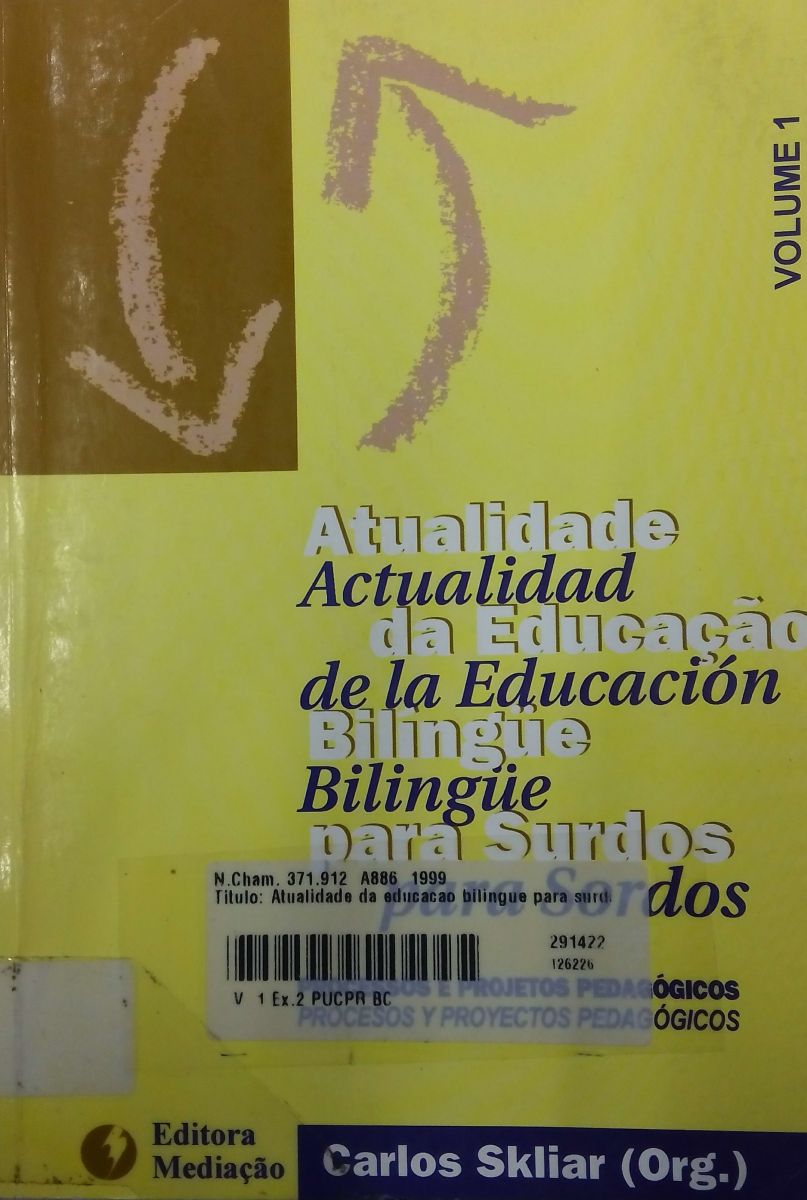 VOLUME 1
Atualidade
Actualidad
da Educação
de la Educación
Bilingüe
Bilingüe
para Surdos
para Sordos
N.Cham. 371.912 A886 1999
Título: Atualidade da educacao bilingue para surd.
291422
126226
V 1 Ex.2 PUCPR BC
PROCESSOS E PROJETOS PEDAGÓGICOS
PROCESOS Y PROYECTOS PEDAGÓGICOS
Editora
Mediação
Carlos Skliar (Org.)